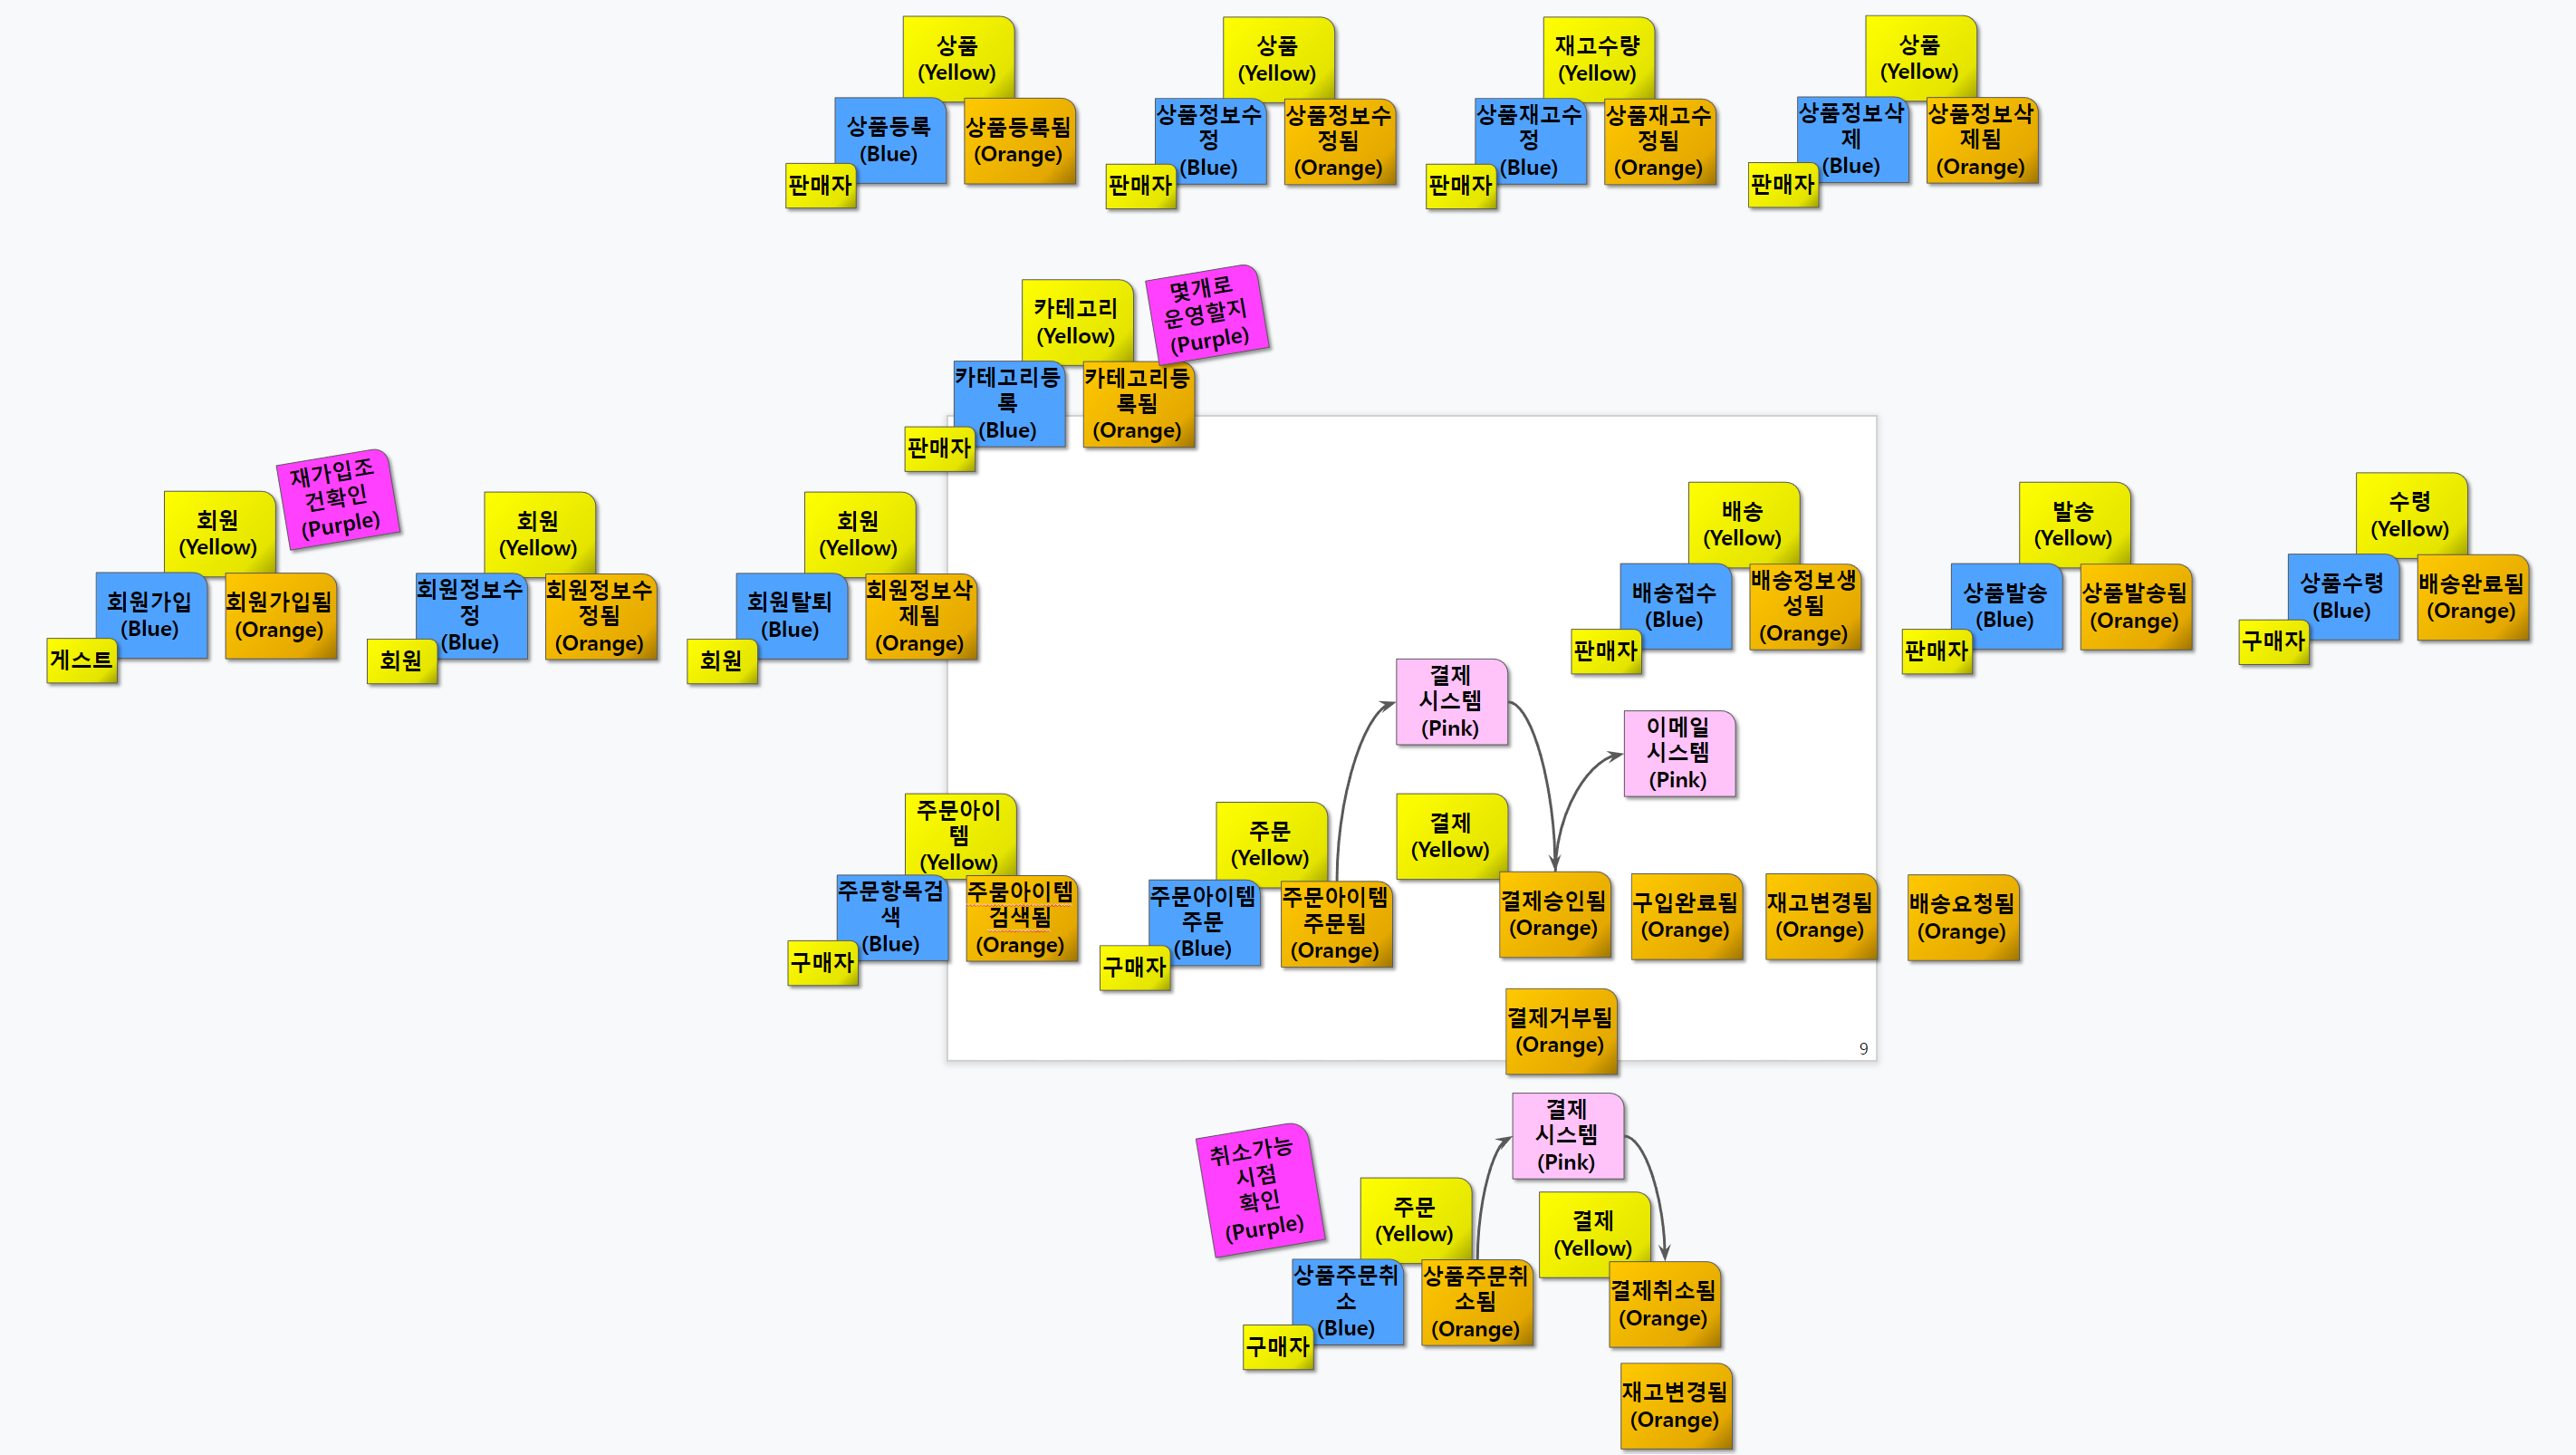 상품
(Yellow)
상품등록
(Blue)
상품등록됨
(Orange)
판매자
상품
(Yellow)
상품정보수
정
(Blue)
상품정보수
정됨
(Orange)
판매자
재고수량
(Yellow)
상품재고수
정
(Blue)
상품재고수
정됨
(Orange)
판매자
상품
(Yellow)
상품정보삭
제
(Blue)
상품정보삭
제됨
(Orange)
판매자
카테고리
(Yellow)
몇개로
운영할지
(Purple)
카테고리등
록
(Blue)
카테고리등
록됨
(Orange)
판매자
회원
(Yellow)
재가입조
건확인
(Purple)
회원가입
(Blue)
회원가입됨
(Orange)
게스트
회원
(Yellow)
회원정보수
정
(Blue)
회원정보수
정됨
(Orange)
회원
회원
(Yellow)
회원탈퇴
(Blue)
회원정보삭
제됨
(Orange)
회원
배송
(Yellow)
배송접수
(Blue)
배송정보생
성됨
(Orange)
판매자
발송
(Yellow)
상품발송
(Blue)
상품발송됨
(Orange)
판매자
수령
(Yellow)
상품수령
(Blue)
배송완료됨
(Orange)
구매자
결제
시스템
(Pink)
이메일
시스템
(Pink)
주문아이
템
(Yellow)
주문항목검
색
(Blue)
주뭄아이템
검색됨
(Orange)
구매자
주문
(Yellow)
주문아이템
주문
(Blue)
주문아이템
주문됨
(Orange)
구매자
결제
(Yellow)
결제승인됨
(Orange)
구입완료됨
(Orange)
재고변경됨
(Orange)
배송요청됨
(Orange)
결제거부됨
(Orange)
9
결제
시스템
(Pink)
취소가능
시점
확인
(Purple)
주문
(Yellow)
상품주문취
소
(Blue)
상품주문취
소됨
(Orange)
구매자
결제
(Yellow)
결제취소됨
(Orange)
재고변경됨
(Orange)